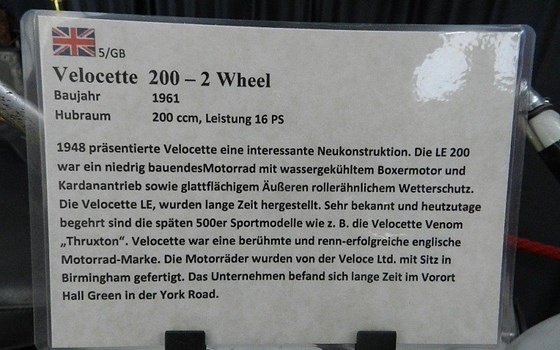 5/GB
Velocette 200 – 2 Wheel
Baujahr 1961
Hubraum 200 ccm, Leistung 16 PS
1948 präsentierte Velocette eine interessante Neukonstruktion. Die LE 200
war ein niedrig bauendesMotorrad mit wassergekühltem Boxermotor und
Kardanantrieb sowie glattflächigem Äußeren rollerähnlichem Wetterschutz.
Die Velocette LE, wurden lange Zeit hergestellt. Sehr bekannt und heutzutage
begehrt sind die späten 500er Sportmodelle wie z. B. die Velocette Venom
„Thruxton“. Velocette war eine berühmte und renn-erfolgreiche englische
Motorrad-Marke. Die Motorräder wurden von der Veloce Ltd. mit Sitz in
Birmingham gefertigt. Das Unternehmen befand sich lange Zeit im Vorort
Hall Green in der York Road.